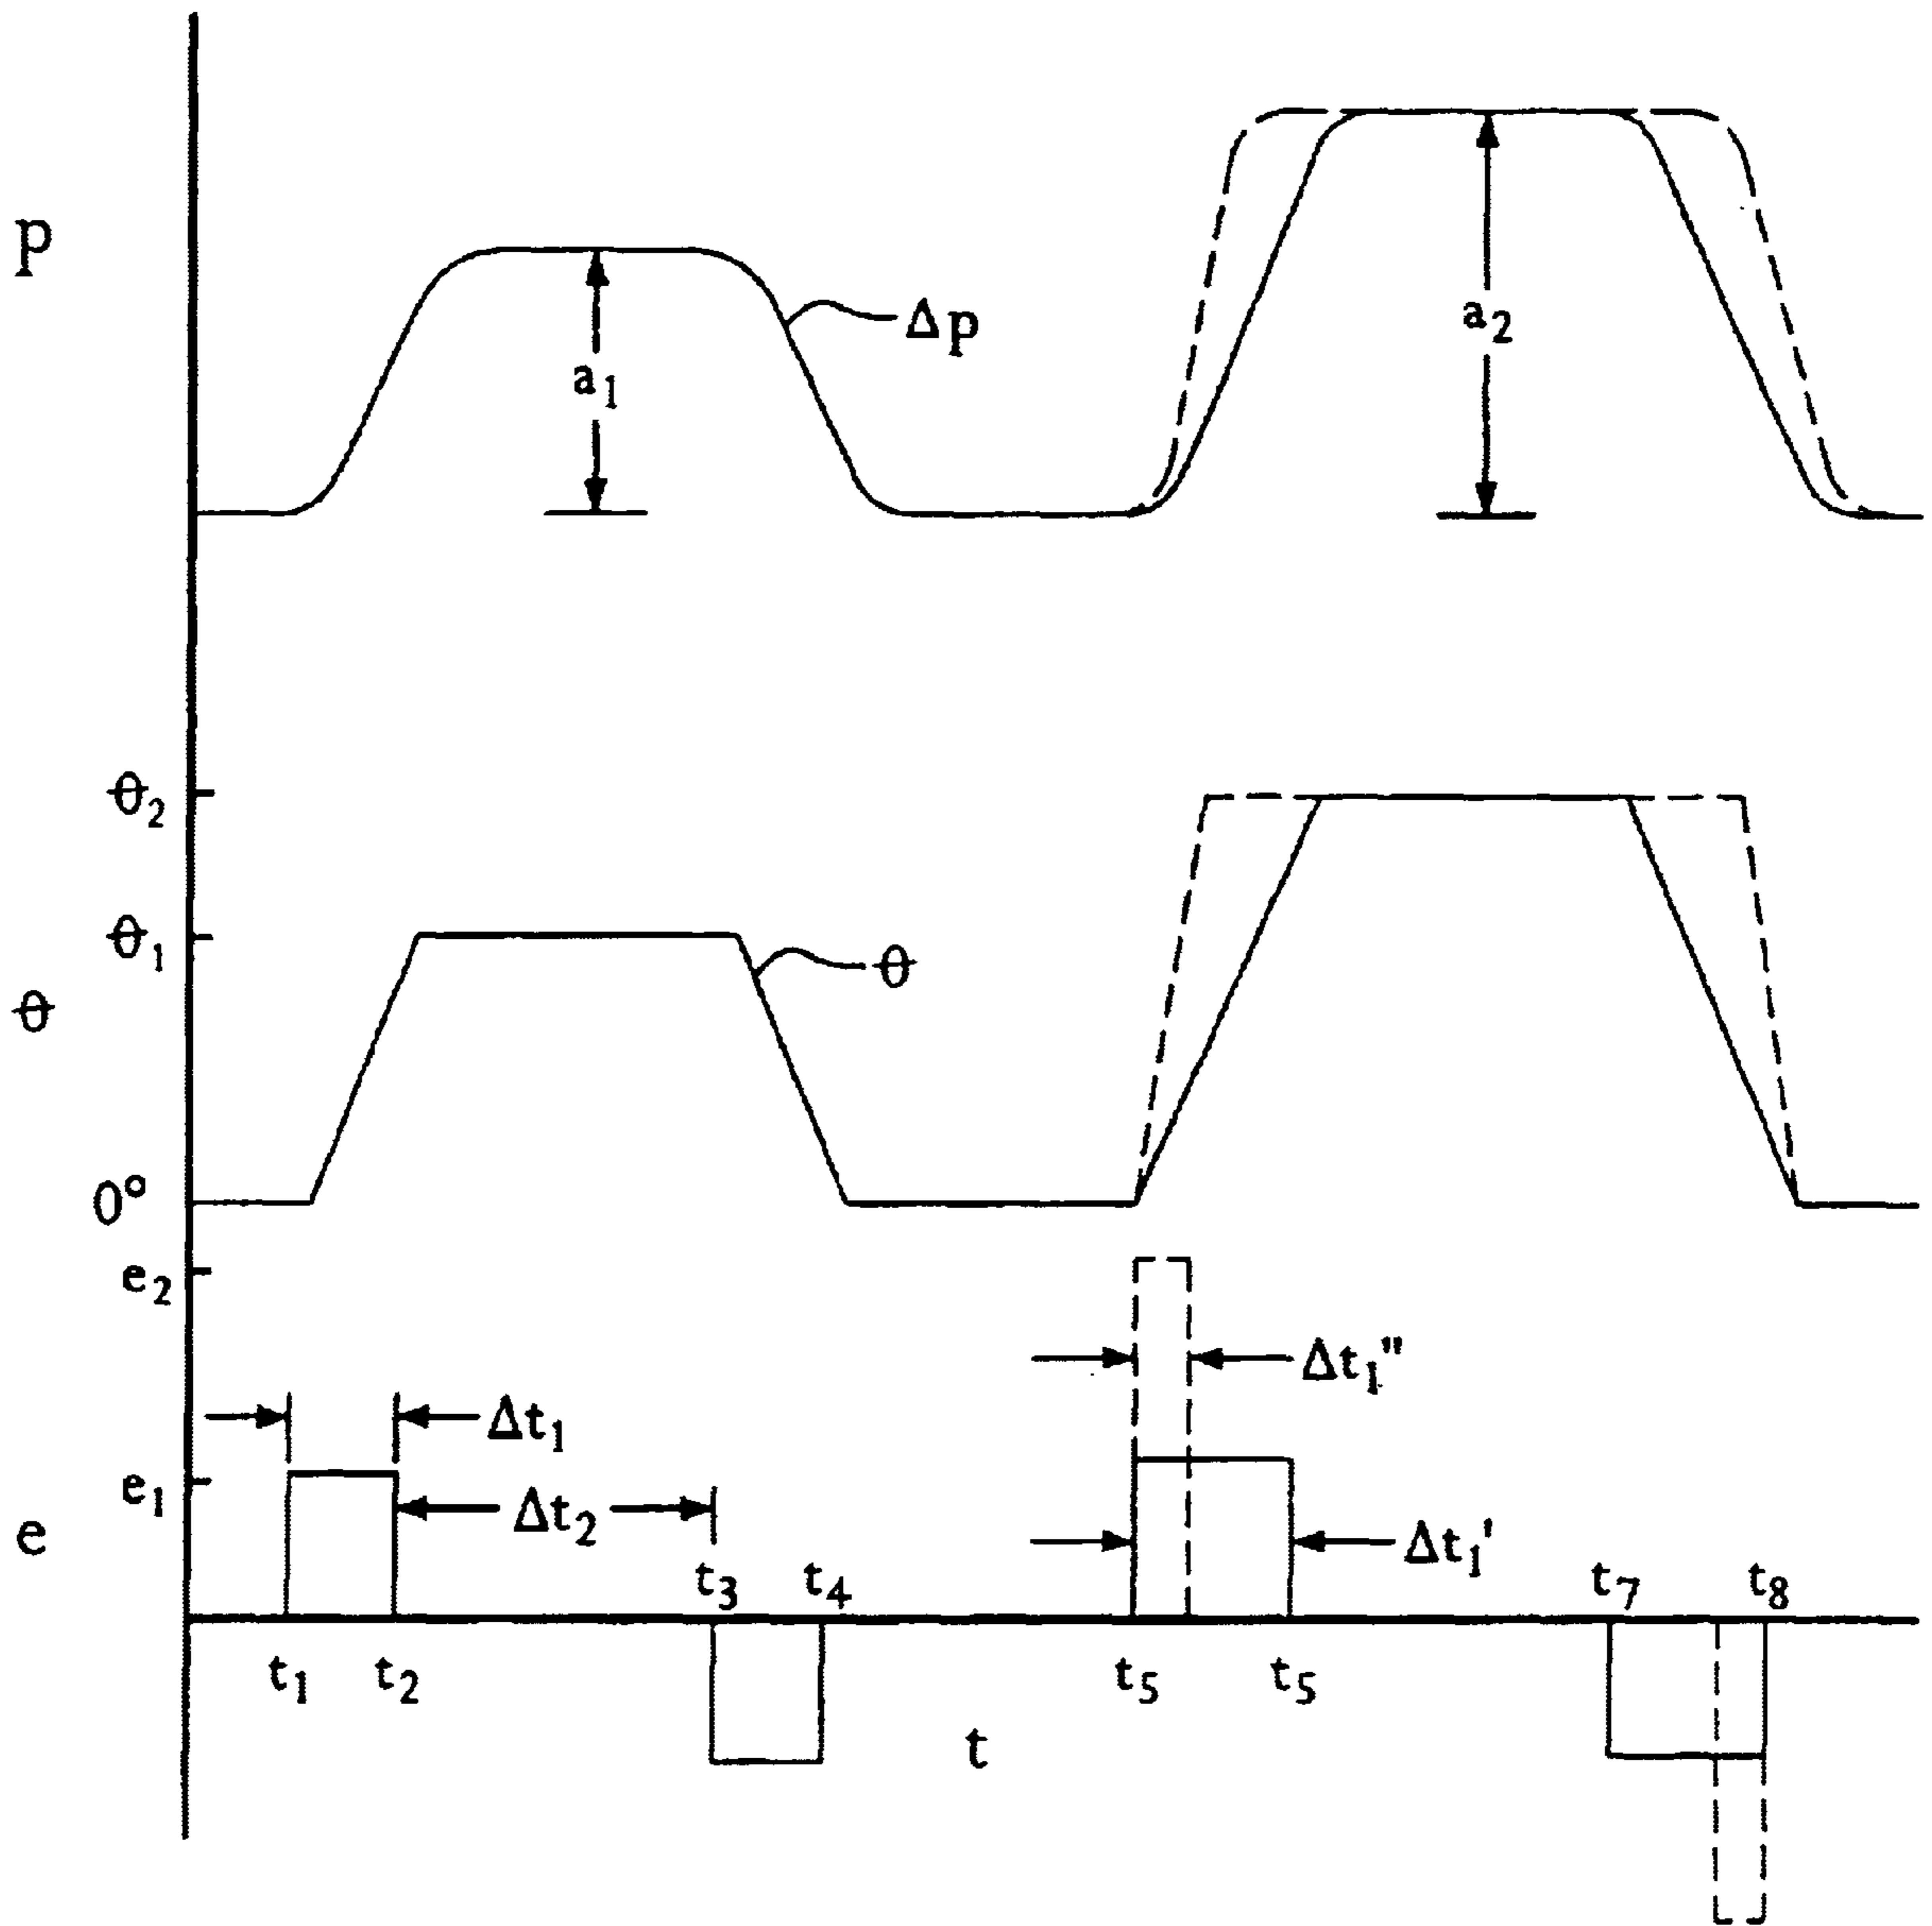 p
a₁
Δp
a₂
θ₂
θ₁
θ
θ
0°
e₂
Δt₁"
Δt₁
e₁
Δt₂
Δt₁'
e
t₃ t₄ t₇ t₈
t₁ t₂ t₅ t₅
t